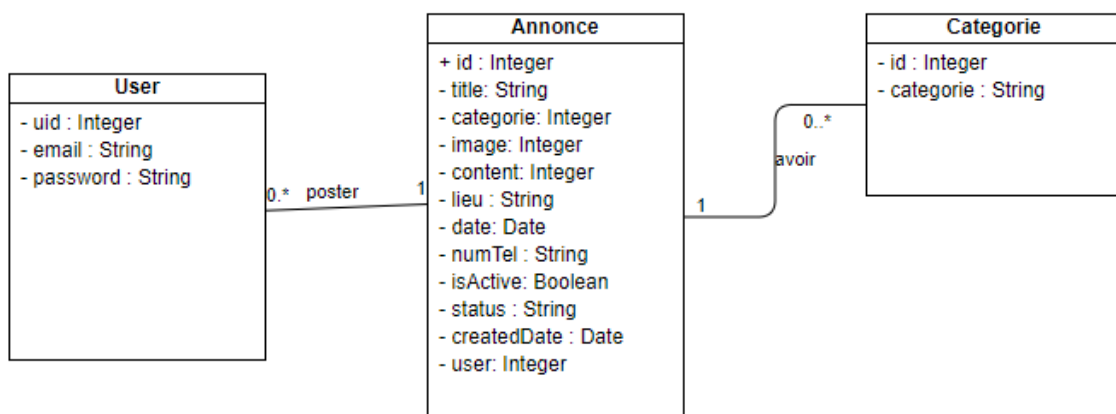 User
- uid : Integer
- email : String
- password : String
0.*
poster
1
Annonce
+ id : Integer
- title: String
- categorie: Integer
- image: Integer
- content: Integer
- lieu : String
- date: Date
- numTel : String
- isActive: Boolean
- status : String
- createdDate : Date
- user: Integer
1
avoir
0..*
Categorie
- id : Integer
- categorie : String